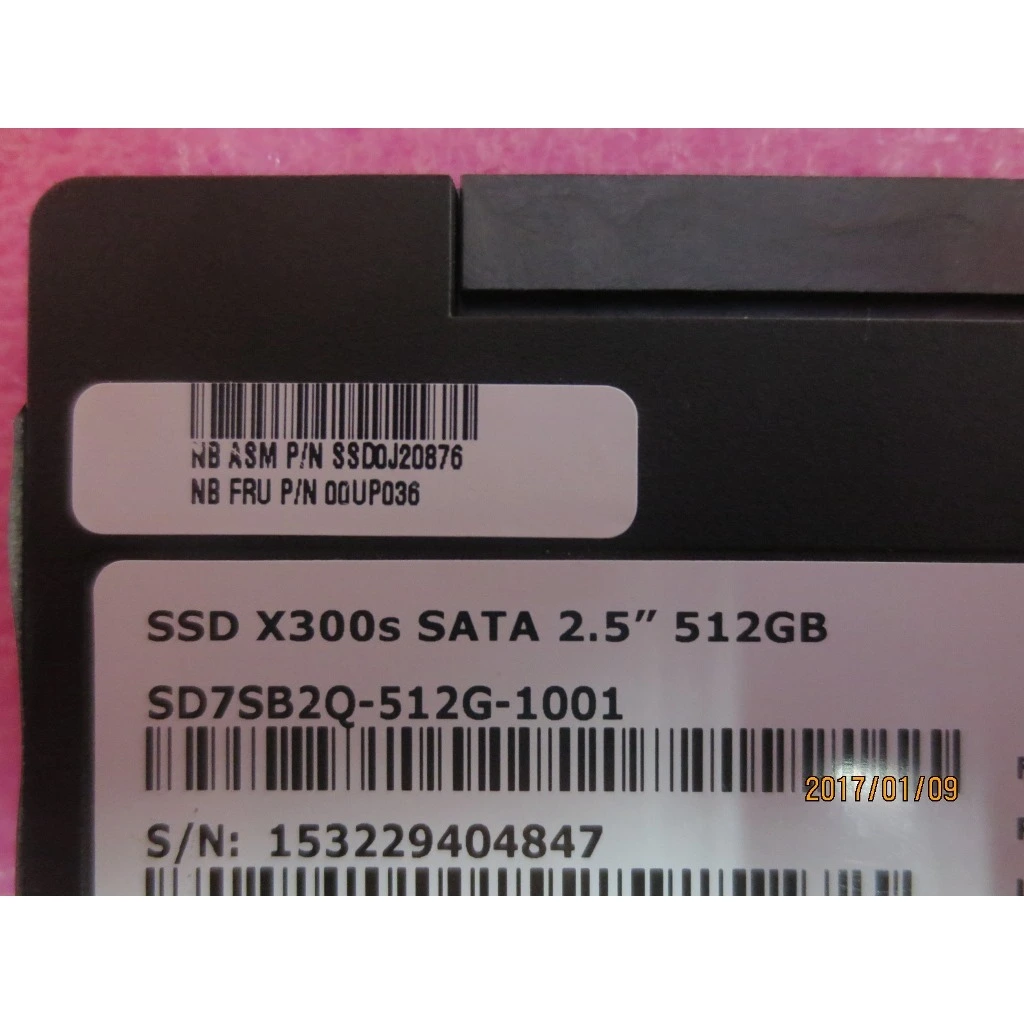 NB ASM P/N SSD0J20876
NB FRU P/N 00UP036
SSD X300s SATA 2.5” 512GB
SD7SB2Q-512G-1001
2017/01/09
S/N: 153229404847